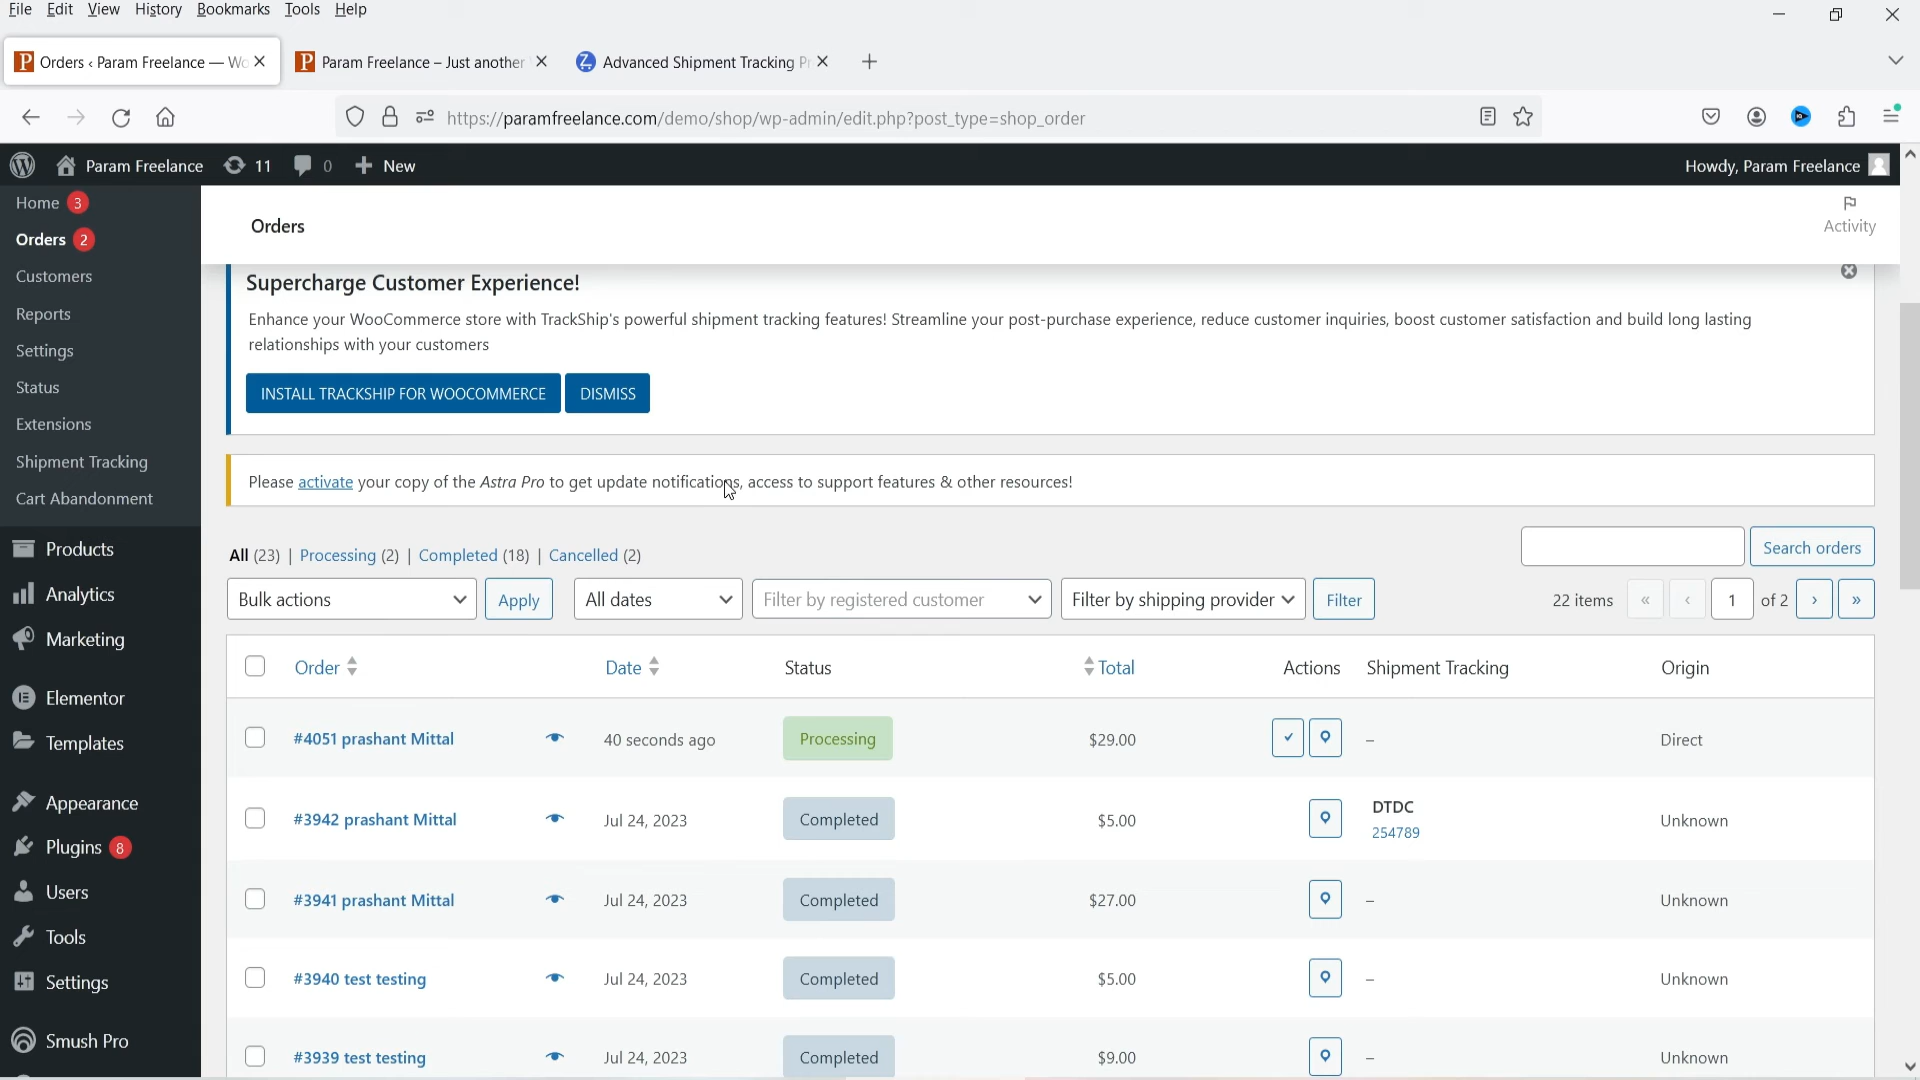 File Edit View History Bookmarks Tools Help
Orders ‹ Param Freelance — Wo
Param Freelance – Just another
Advanced Shipment Tracking Pr
https://paramfreelance.com/demo/shop/wp-admin/edit.php?post_type=shop_order
Param Freelance 11 0 New Howdy, Param Freelance
Home 3
Orders 2
Customers
Reports
Settings
Status
Extensions
Shipment Tracking
Cart Abandonment
Products
Analytics
Marketing
Elementor
Templates
Appearance
Plugins 8
Users
Tools
Settings
Smush Pro
Orders
Activity
Supercharge Customer Experience!
Enhance your WooCommerce store with TrackShip's powerful shipment tracking features! Streamline your post-purchase experience, reduce customer inquiries, boost customer satisfaction and build long lasting
relationships with your customers
INSTALL TRACKSHIP FOR WOOCOMMERCE DISMISS
Please activate your copy of the Astra Pro to get update notifications, access to support features & other resources!
All (23) | Processing (2) | Completed (18) | Cancelled (2)
Search orders
Bulk actions Apply All dates Filter by registered customer Filter by shipping provider Filter 22 items « ‹ 1 of 2 › »
Order Date Status Total Actions Shipment Tracking Origin
#4051 prashant Mittal 40 seconds ago Processing $29.00 – Direct
#3942 prashant Mittal Jul 24, 2023 Completed $5.00 DTDC Unknown
254789
#3941 prashant Mittal Jul 24, 2023 Completed $27.00 – Unknown
#3940 test testing Jul 24, 2023 Completed $5.00 – Unknown
#3939 test testing Jul 24, 2023 Completed $9.00 – Unknown